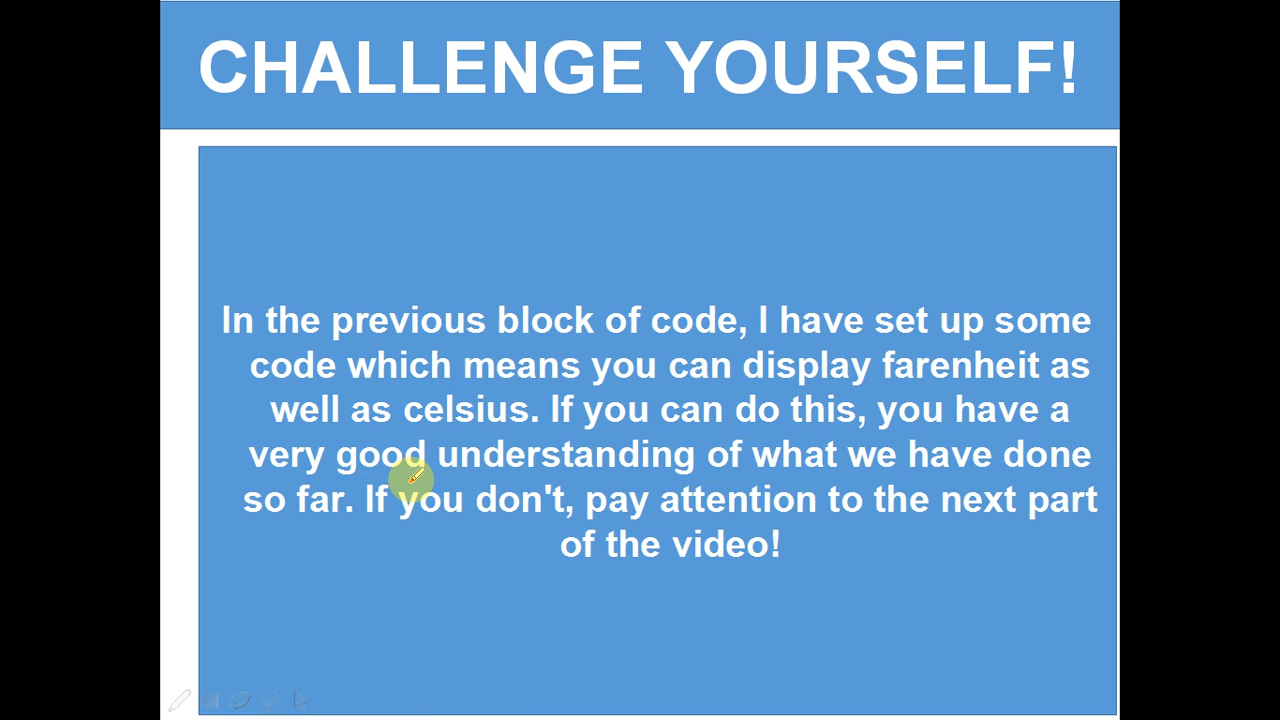 CHALLENGE YOURSELF!
In the previous block of code, I have set up some
code which means you can display farenheit as
well as celsius. If you can do this, you have a
very good understanding of what we have done
so far. If you don't, pay attention to the next part
of the video!